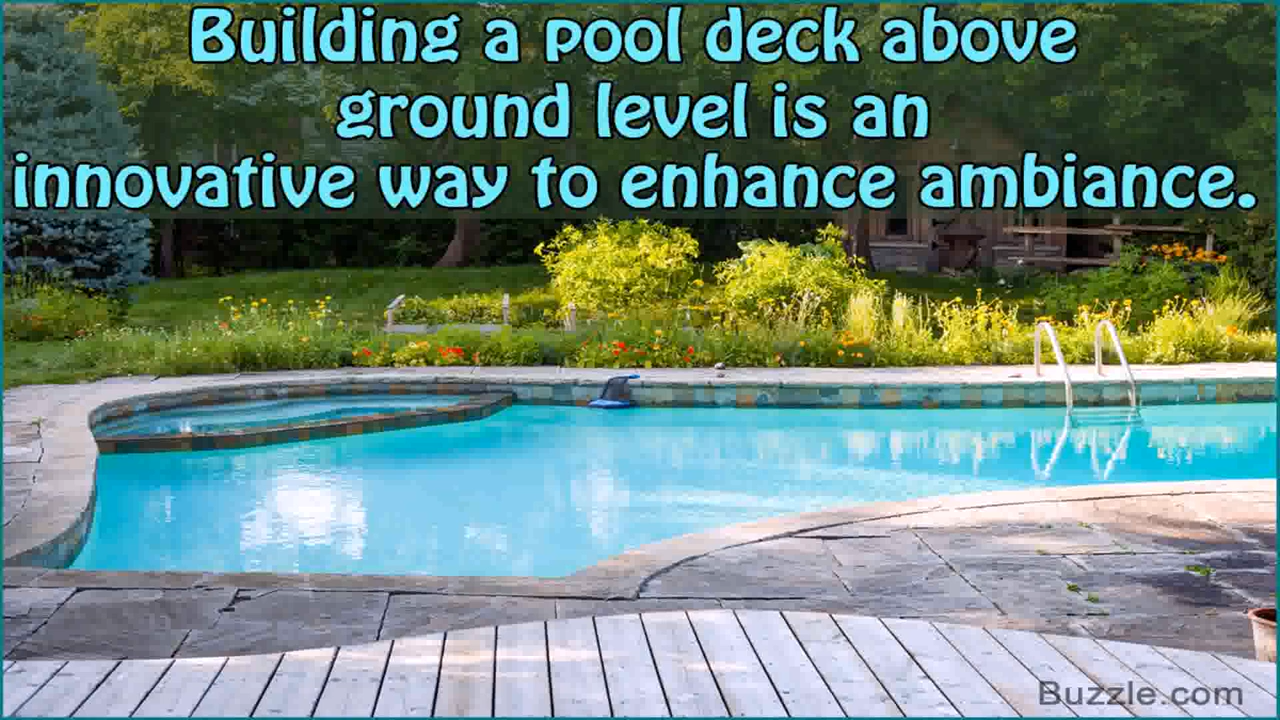 Building a pool deck above
ground level is an
innovative way to enhance ambiance.
Buzzle.com